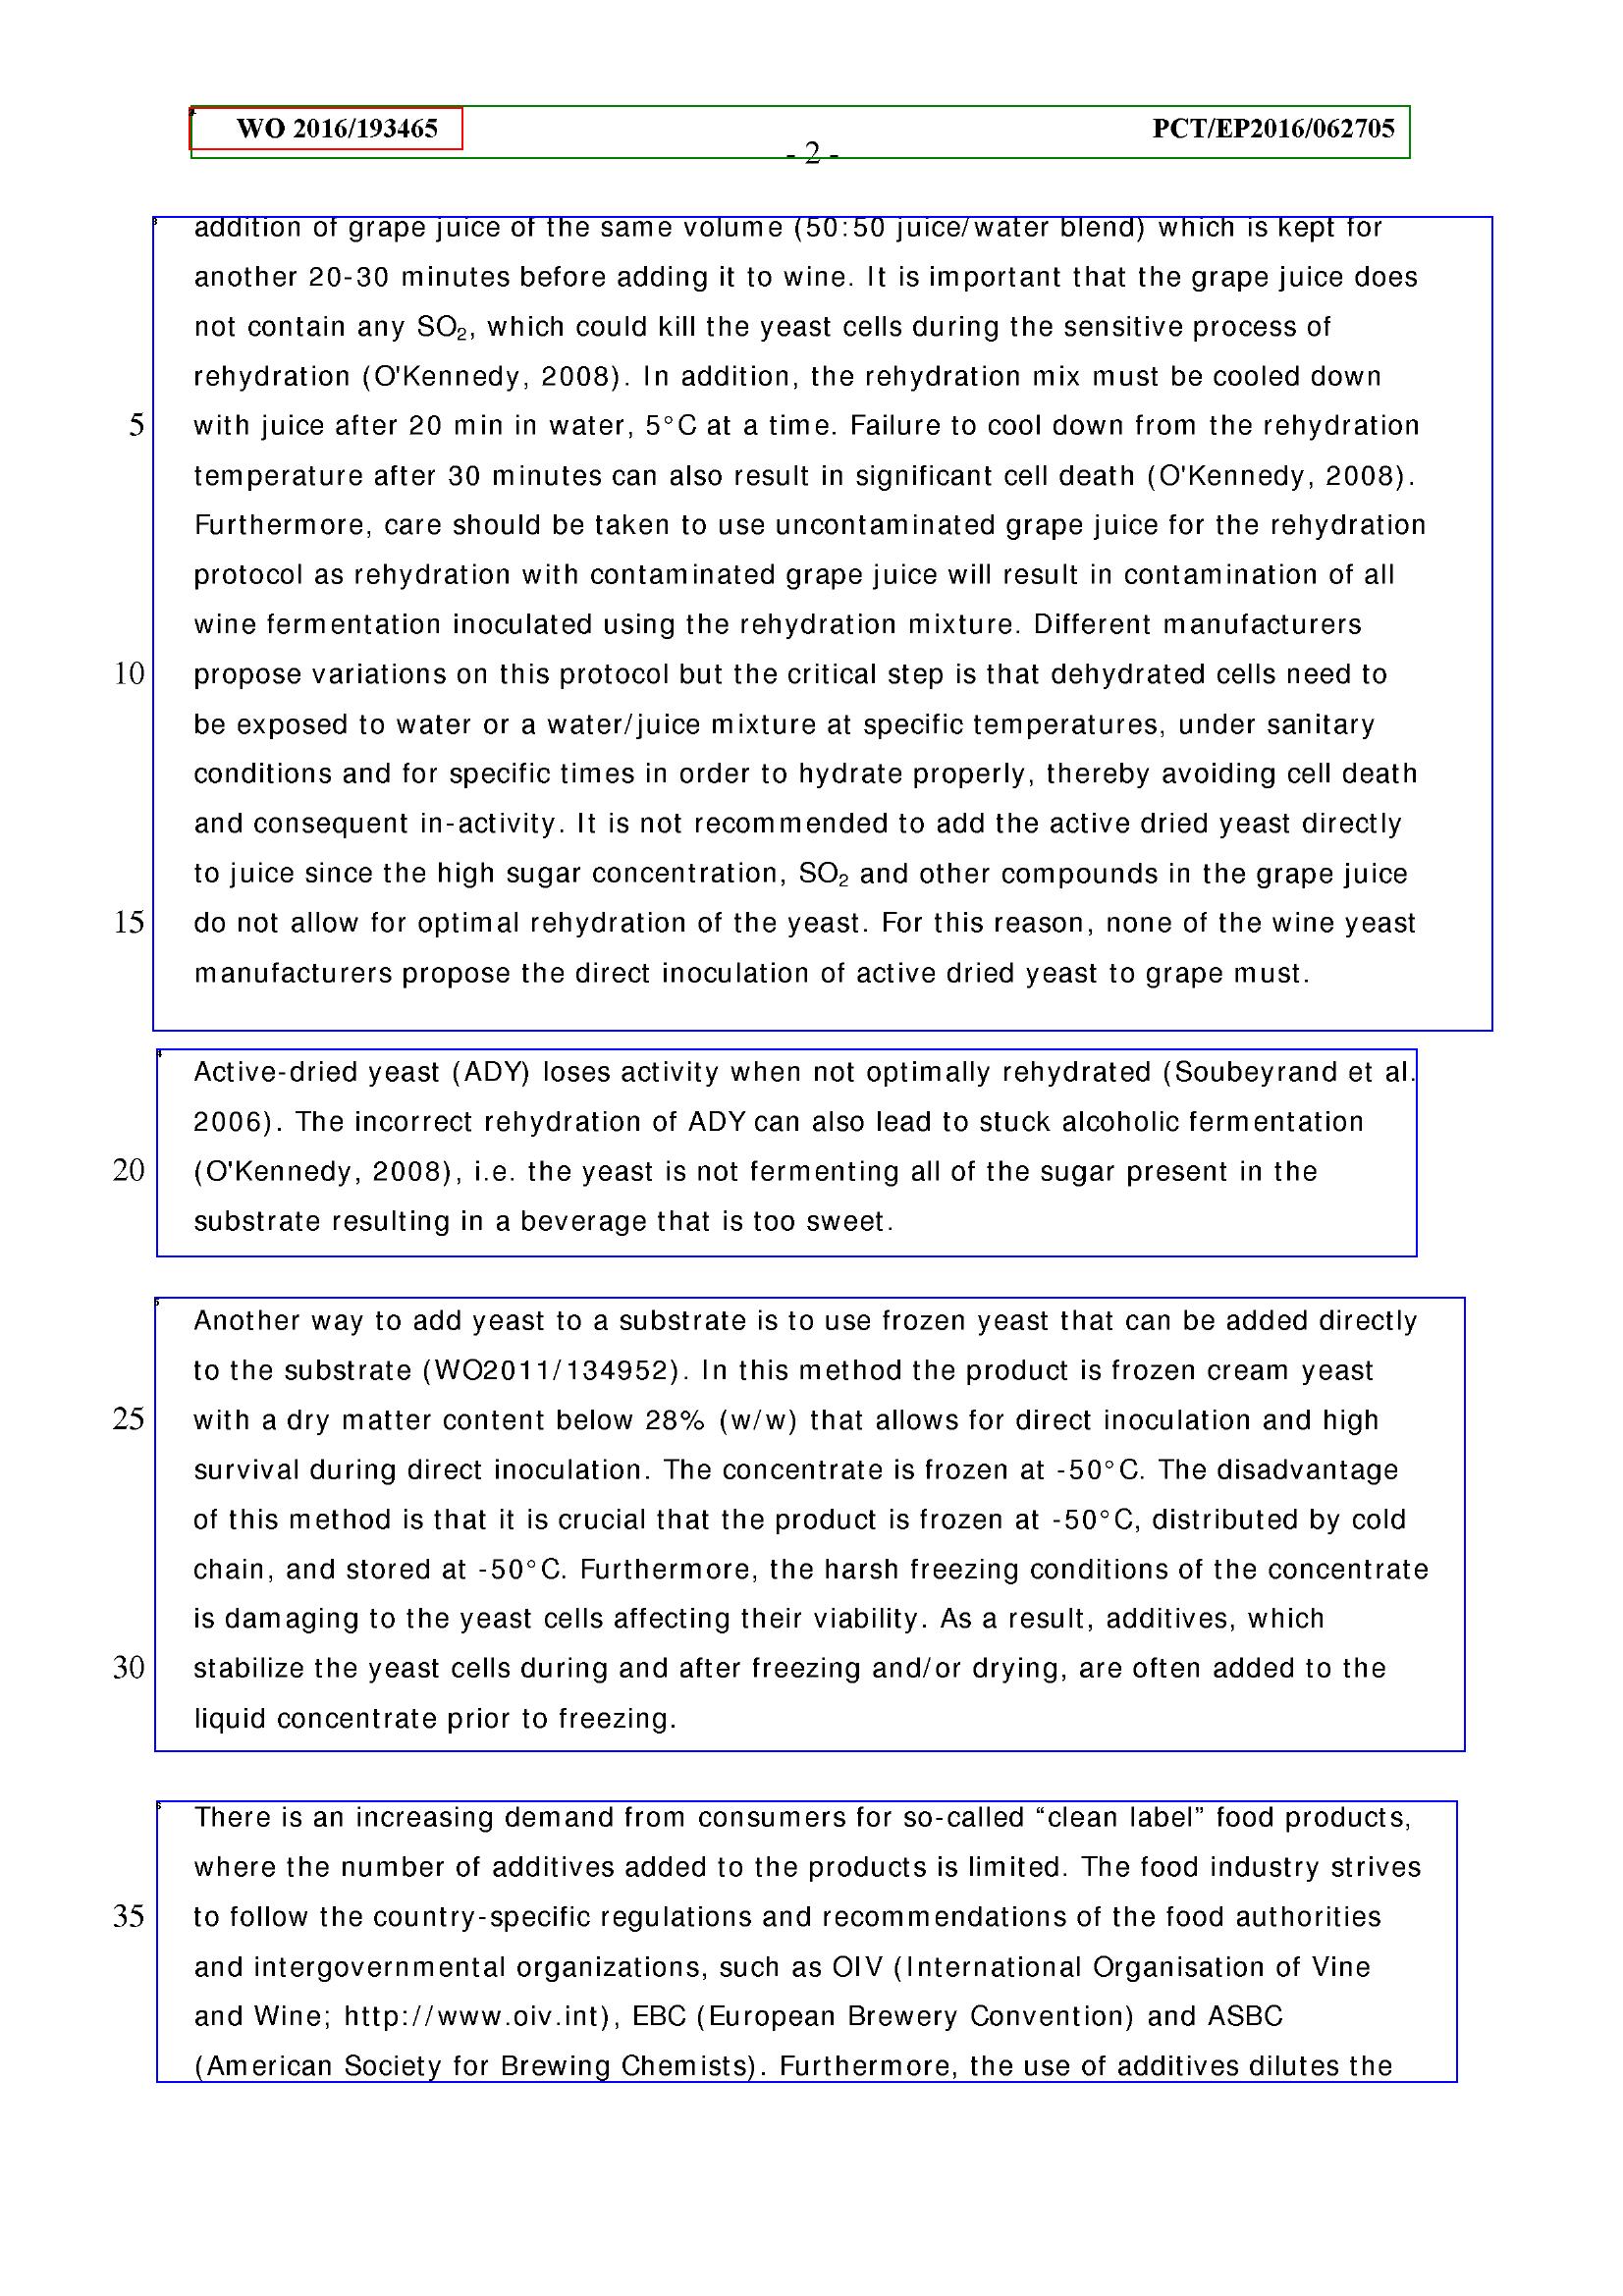 WO 2016/193465 PCT/EP2016/062705
- 2 -
addition of grape juice of the same volume (50:50 juice/water blend) which is kept for
another 20-30 minutes before adding it to wine. It is important that the grape juice does
not contain any SO₂, which could kill the yeast cells during the sensitive process of
rehydration (O'Kennedy, 2008). In addition, the rehydration mix must be cooled down
5 with juice after 20 min in water, 5°C at a time. Failure to cool down from the rehydration
temperature after 30 minutes can also result in significant cell death (O'Kennedy, 2008).
Furthermore, care should be taken to use uncontaminated grape juice for the rehydration
protocol as rehydration with contaminated grape juice will result in contamination of all
wine fermentation inoculated using the rehydration mixture. Different manufacturers
10 propose variations on this protocol but the critical step is that dehydrated cells need to
be exposed to water or a water/juice mixture at specific temperatures, under sanitary
conditions and for specific times in order to hydrate properly, thereby avoiding cell death
and consequent in-activity. It is not recommended to add the active dried yeast directly
to juice since the high sugar concentration, SO₂ and other compounds in the grape juice
15 do not allow for optimal rehydration of the yeast. For this reason, none of the wine yeast
manufacturers propose the direct inoculation of active dried yeast to grape must.
Active-dried yeast (ADY) loses activity when not optimally rehydrated (Soubeyrand et al.
2006). The incorrect rehydration of ADY can also lead to stuck alcoholic fermentation
20 (O'Kennedy, 2008), i.e. the yeast is not fermenting all of the sugar present in the
substrate resulting in a beverage that is too sweet.
Another way to add yeast to a substrate is to use frozen yeast that can be added directly
to the substrate (WO2011/134952). In this method the product is frozen cream yeast
25 with a dry matter content below 28% (w/w) that allows for direct inoculation and high
survival during direct inoculation. The concentrate is frozen at -50°C. The disadvantage
of this method is that it is crucial that the product is frozen at -50°C, distributed by cold
chain, and stored at -50°C. Furthermore, the harsh freezing conditions of the concentrate
is damaging to the yeast cells affecting their viability. As a result, additives, which
30 stabilize the yeast cells during and after freezing and/or drying, are often added to the
liquid concentrate prior to freezing.
There is an increasing demand from consumers for so-called “clean label” food products,
where the number of additives added to the products is limited. The food industry strives
35 to follow the country-specific regulations and recommendations of the food authorities
and intergovernmental organizations, such as OIV (International Organisation of Vine
and Wine; http://www.oiv.int), EBC (European Brewery Convention) and ASBC
(American Society for Brewing Chemists). Furthermore, the use of additives dilutes the